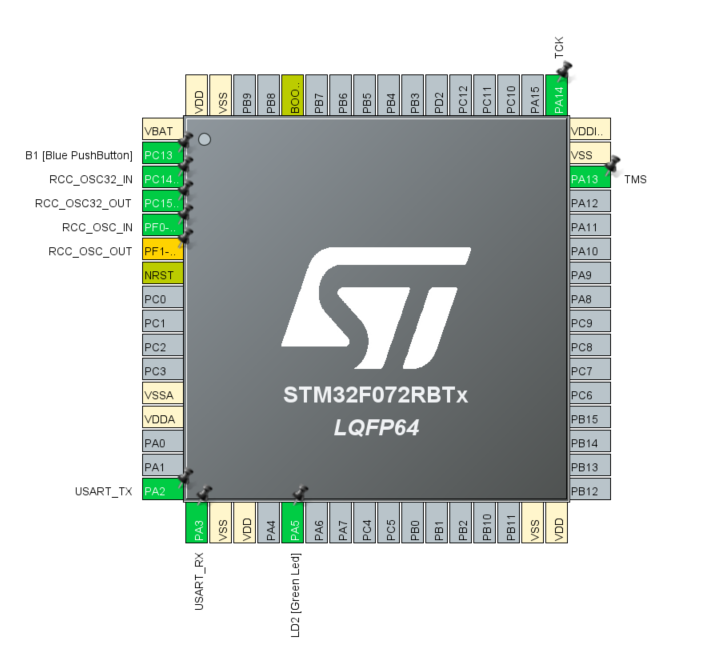 TCK
VDD
VSS
PB9
PB8
BOO..
PB7
PB6
PB5
PB4
PB3
PD2
PC12
PC11
PC10
PA15
PA14
VBAT
B1 [Blue PushButton] PC13
RCC_OSC32_IN PC14..
RCC_OSC32_OUT PC15..
RCC_OSC_IN PF0-..
RCC_OSC_OUT PF1-..
NRST
PC0
PC1
PC2
PC3
VSSA
VDDA
PA0
PA1
USART_TX PA2
STM32F072RBTx
LQFP64
VDDI..
VSS
PA13 TMS
PA12
PA11
PA10
PA9
PA8
PC9
PC8
PC7
PC6
PB15
PB14
PB13
PB12
PA3
VSS
VDD
PA4
PA5
PA6
PA7
PC4
PC5
PB0
PB1
PB2
PB10
PB11
VSS
VDD
USART_RX
LD2 [Green Led]